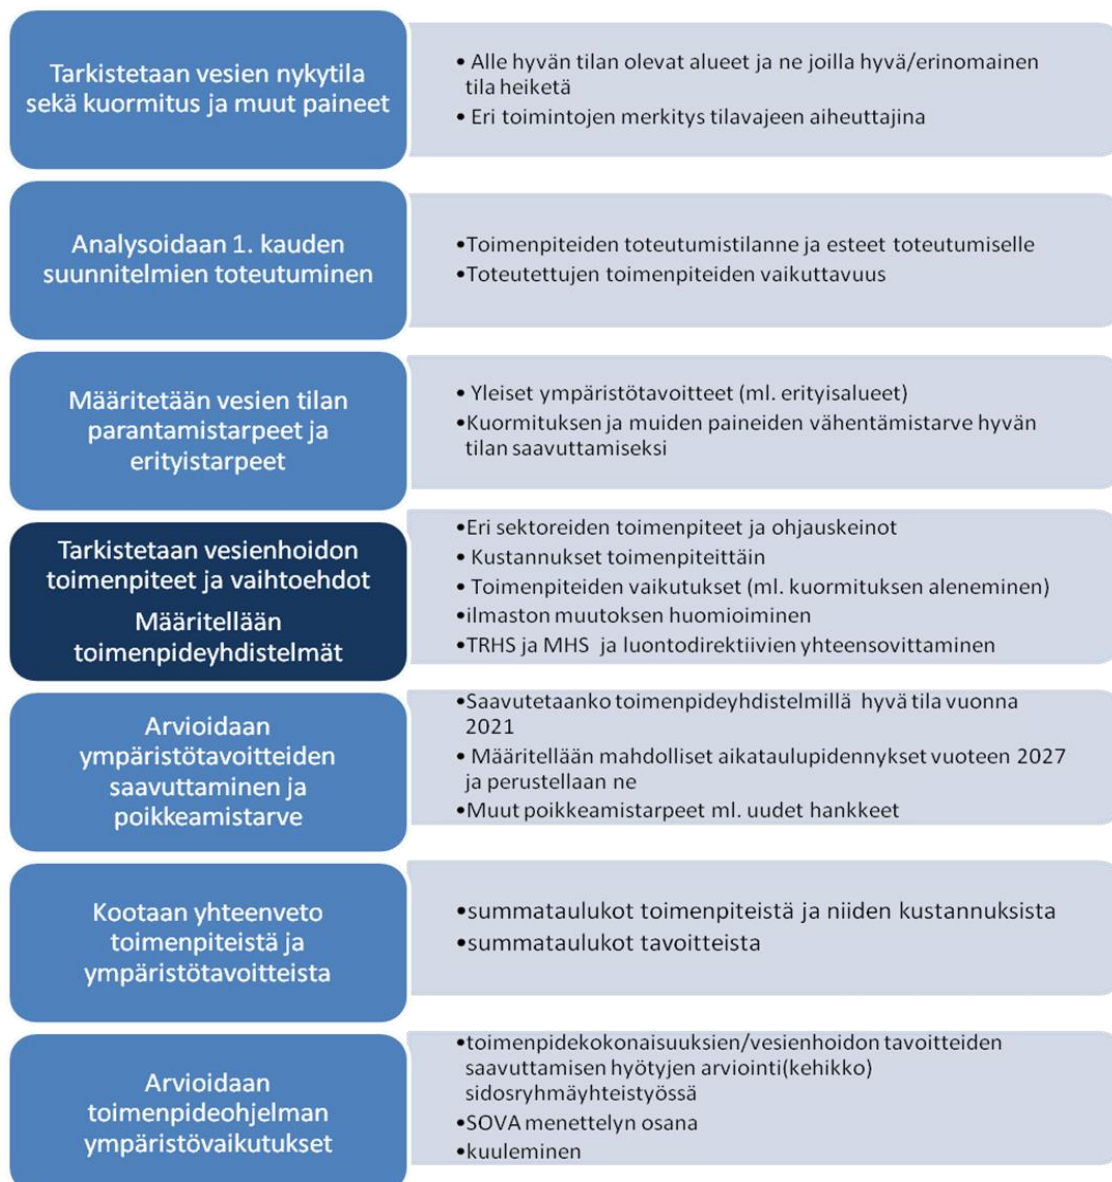 Tarkistetaan vesien nykytila
sekä kuormitus ja muut paineet
• Alle hyvän tilan olevat alueet ja ne joilla hyvä/erinomainen
tila heiketä
• Eri toimintojen merkitys tilavajeen aiheuttajina
Analysoidaan 1. kauden
suunnitelmien toteutuminen
•Toimenpiteiden toteutumistilanne ja esteet toteutumiselle
•Toteutettujen toimenpiteiden vaikuttavuus
Määritetään vesien tilan
parantamistarpeet ja
erityistarpeet
• Yleiset ympäristötavoitteet (ml. erityisalueet)
•Kuormituksen ja muiden paineiden vähentämistarve hyvän
tilan saavuttamiseksi
Tarkistetaan vesienhoidon
toimenpiteet ja vaihtoehdot
Määritellään
toimenpideyhdistelmät
•Eri sektoreiden toimenpiteet ja ohjauskeinot
• Kustannukset toimenpiteittäin
• Toimenpiteiden vaikutukset (ml. kuormituksen aleneminen)
•ilmaston muutoksen huomioiminen
•TRHS ja MHS ja luontodirektiivien yhteensovittaminen
Arvioidaan
ympäristötavoitteiden
saavuttaminen ja
poikkeamistarve
•Saavutetaanko toimenpideyhdistelmillä hyvä tila vuonna
2021
• Määritellään mahdolliset aikataulupidennykset vuoteen 2027
ja perustellaan ne
•Muut poikkeamistarpeet ml. uudet hankkeet
Kootaan yhteenveto
toimenpiteistä ja
ympäristötavoitteista
•summataulukot toimenpiteistä ja niiden kustannuksista
•summataulukot tavoitteista
Arvioidaan
toimenpideohjelman
ympäristövaikutukset
•toimenpidekokonaisuuksien/vesienhoidon tavoitteiden
saavuttamisen hyötyjen arviointi(kehikko)
sidosryhmäyhteistyössä
•SOVA menettelyn osana
•kuuleminen